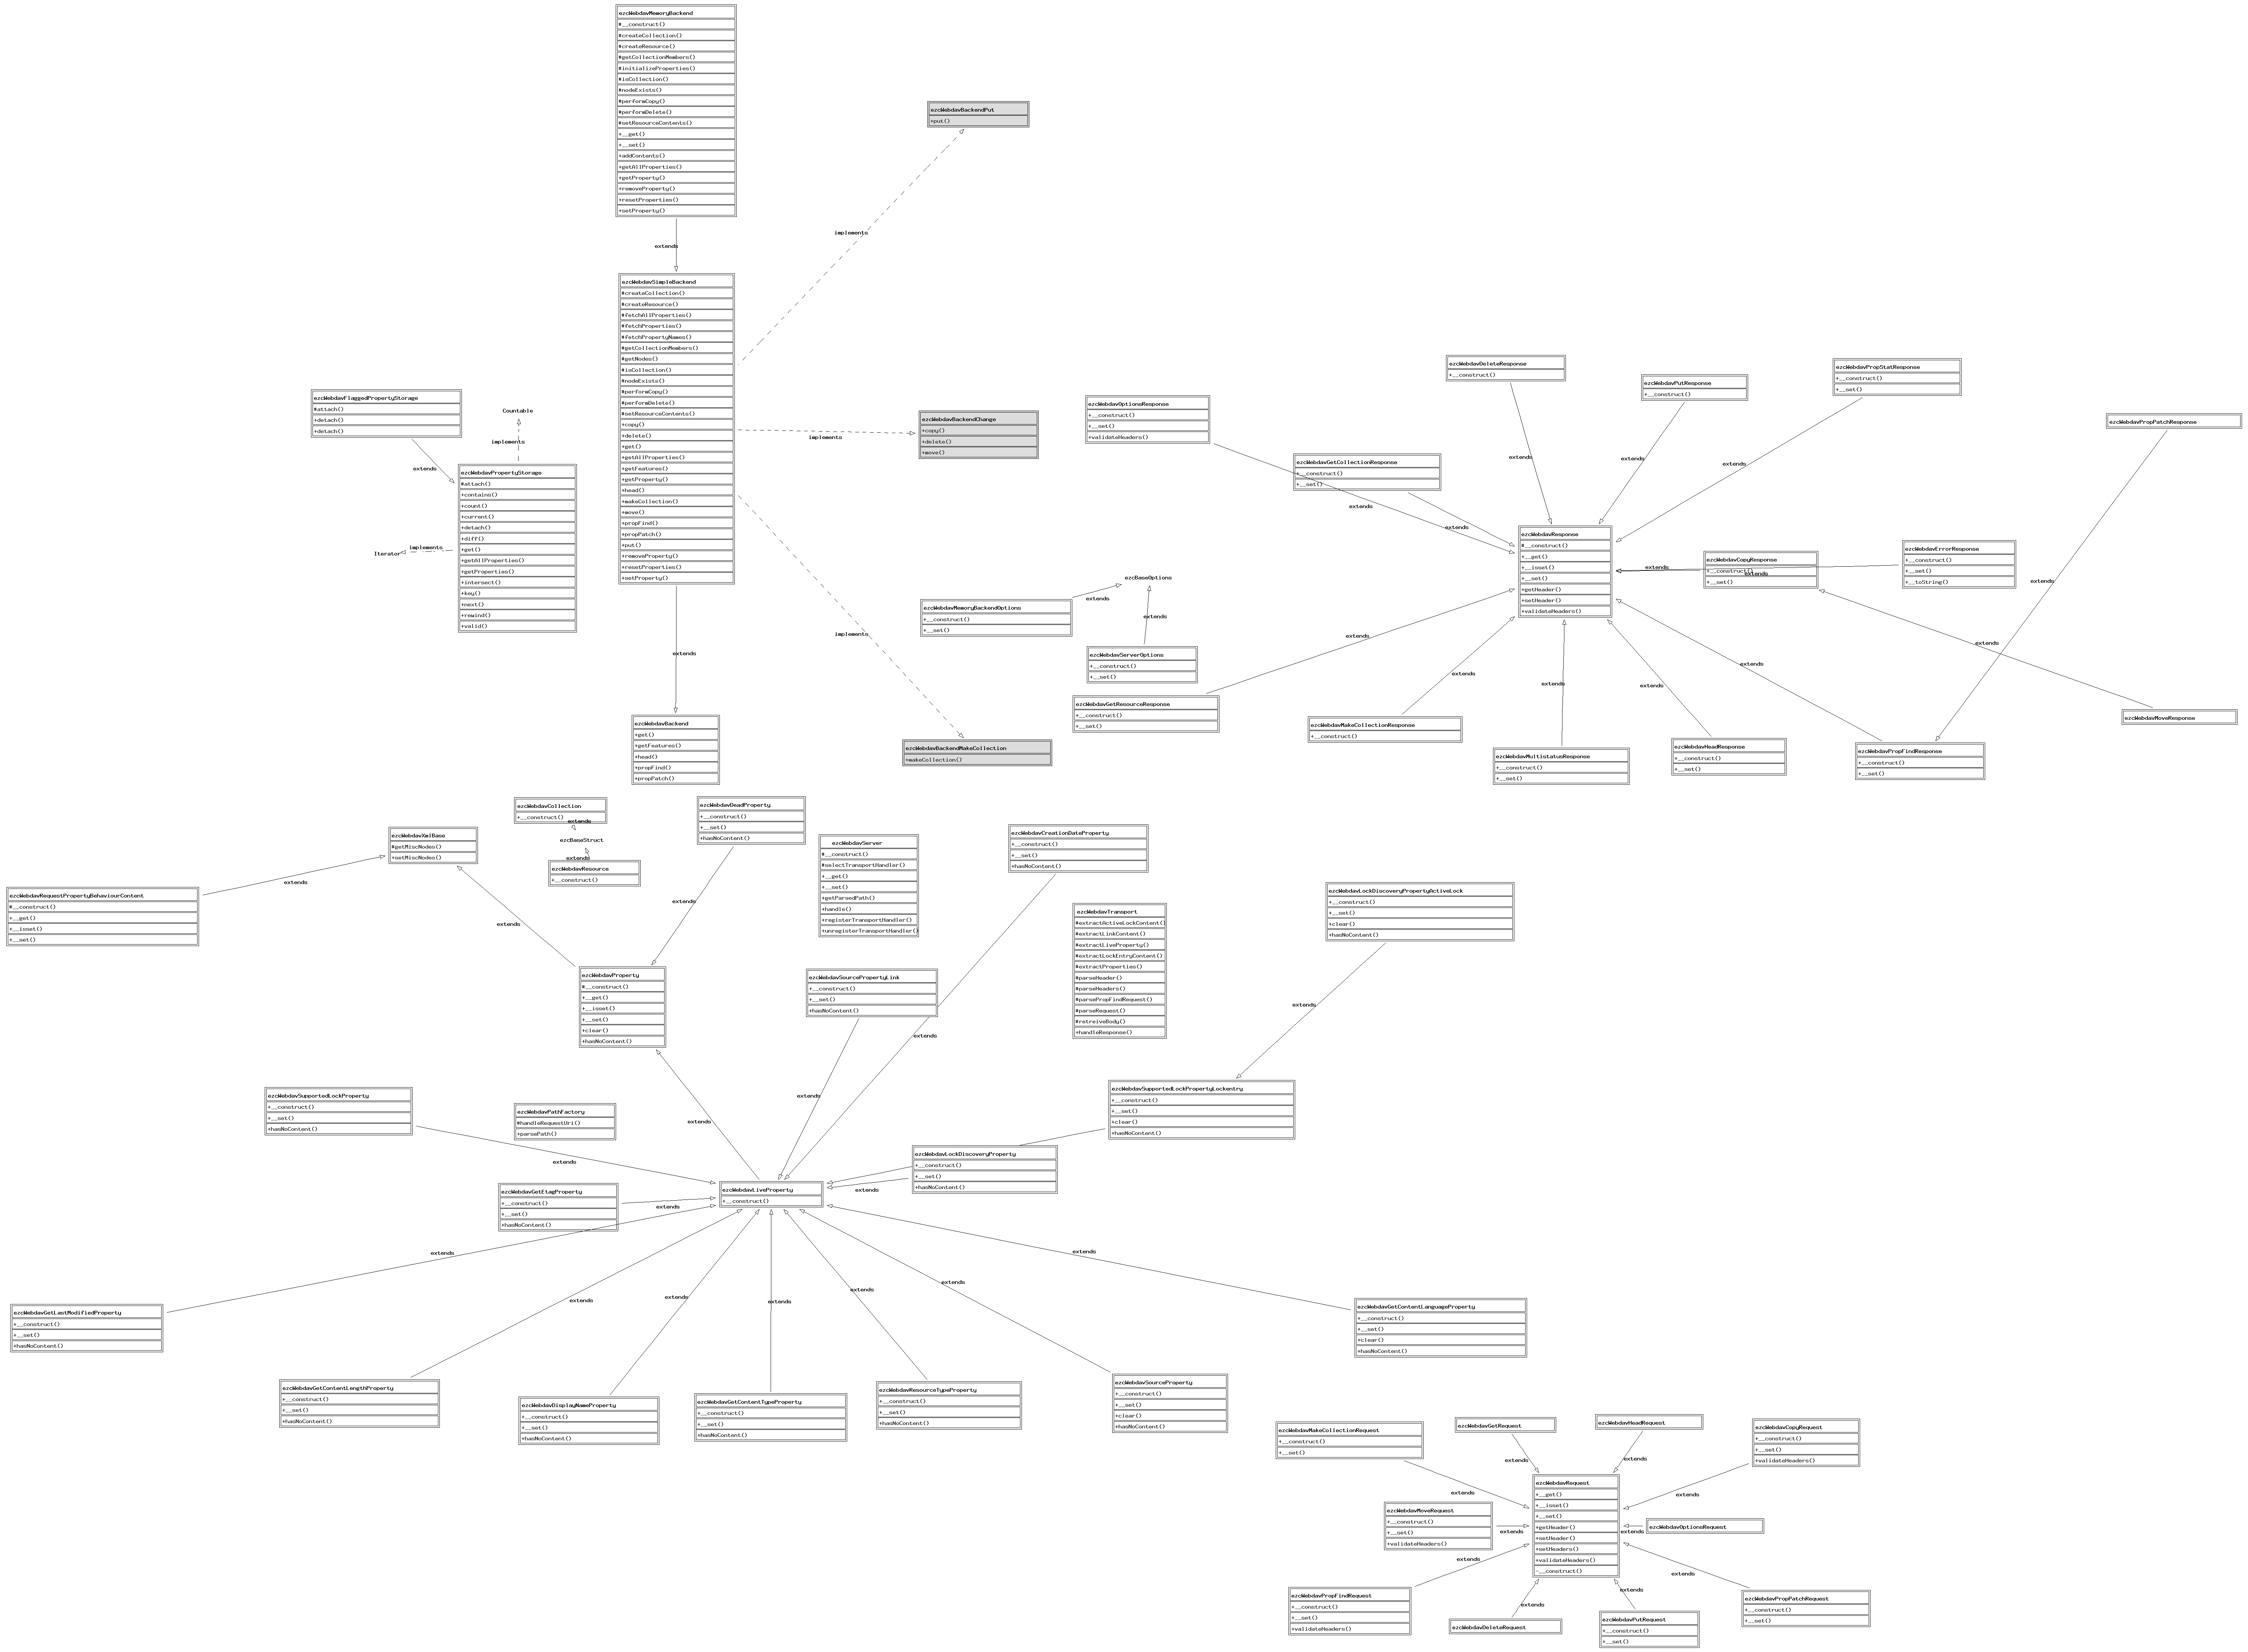 ezcWebdavMemoryBackend
#__construct()
#createCollection()
#createResource()
#getCollectionMembers()
#initializeProperties()
#isCollection()
#nodeExists()
#performCopy()
#performDelete()
#setResourceContents()
+__get()
+__set()
+addContents()
+getAllProperties()
+getProperty()
+removeProperty()
+resetProperties()
+setProperty()
extends
ezcWebdavBackendPut
+put()
implements
ezcWebdavSimpleBackend
#createCollection()
#createResource()
#fetchAllProperties()
#fetchProperties()
#fetchPropertyNames()
#getCollectionMembers()
#getNodes()
#isCollection()
#nodeExists()
#performCopy()
#performDelete()
#setResourceContents()
+copy()
+delete()
+get()
+getAllProperties()
+getFeatures()
+getProperty()
+head()
+makeCollection()
+move()
+propFind()
+propPatch()
+put()
+removeProperty()
+resetProperties()
+setProperty()
extends
ezcWebdavFlaggedPropertyStorage
#attach()
+detach()
+detach()
extends
Countable
implements
ezcWebdavPropertyStorage
#attach()
+contains()
+count()
+current()
+detach()
+diff()
+get()
+getAllProperties()
+getProperties()
+intersect()
+key()
+next()
+rewind()
+valid()
Iterator
implements
ezcWebdavBackendChange
+copy()
+delete()
+move()
implements
implements
ezcWebdavBackendMakeCollection
+makeCollection()
ezcWebdavBackend
+get()
+getFeatures()
+head()
+propFind()
+propPatch()
ezcBaseOptions
extends
ezcWebdavMemoryBackendOptions
+__construct()
+__set()
extends
ezcWebdavServerOptions
+__construct()
+__set()
ezcWebdavDeleteResponse
+__construct()
extends
ezcWebdavPutResponse
+__construct()
extends
ezcWebdavPropStatResponse
+__construct()
+__set()
extends
ezcWebdavOptionsResponse
+__construct()
+__set()
+validateHeaders()
extends
ezcWebdavGetCollectionResponse
+__construct()
+__set()
extends
ezcWebdavPropPatchResponse
extends
ezcWebdavResponse
#__construct()
+__get()
+__isset()
+__set()
+getHeader()
+setHeader()
+validateHeaders()
extends
ezcWebdavCopyResponse
+__construct()
+__set()
extends
ezcWebdavErrorResponse
+__construct()
+__set()
+__toString()
extends
ezcWebdavGetResourceResponse
+__construct()
+__set()
extends
ezcWebdavMakeCollectionResponse
+__construct()
extends
ezcWebdavMultistatusResponse
+__construct()
+__set()
extends
ezcWebdavHeadResponse
+__construct()
+__set()
extends
ezcWebdavPropFindResponse
+__construct()
+__set()
extends
ezcWebdavMoveResponse
ezcWebdavCollection
+__construct()
extends
ezcBaseStruct
extends
ezcWebdavResource
+__construct()
ezcWebdavXmlBase
#getMiscNodes()
+setMiscNodes()
extends
ezcWebdavRequestPropertyBehaviourContent
#__construct()
+__get()
+__isset()
+__set()
extends
ezcWebdavDeadProperty
+__construct()
+__set()
+hasNoContent()
extends
ezcWebdavServer
#__construct()
#selectTransportHandler()
+__get()
+__set()
+getParsedPath()
+handle()
+registerTransportHandler()
+unregisterTransportHandler()
ezcWebdavCreationDateProperty
+__construct()
+__set()
+hasNoContent()
extends
ezcWebdavTransport
#extractActiveLockContent()
#extractLinkContent()
#extractLiveProperty()
#extractLockEntryContent()
#extractProperties()
#parseHeader()
#parseHeaders()
#parsePropFindRequest()
#parseRequest()
#retreiveBody()
+handleResponse()
ezcWebdavLockDiscoveryPropertyActiveLock
+__construct()
+__set()
+clear()
+hasNoContent()
extends
ezcWebdavProperty
#__construct()
+__get()
+__isset()
+__set()
+clear()
+hasNoContent()
extends
ezcWebdavSourcePropertyLink
+__construct()
+__set()
+hasNoContent()
extends
ezcWebdavSupportedLockProperty
+__construct()
+__set()
+hasNoContent()
extends
ezcWebdavPathFactory
#handleRequestUri()
+parsePath()
ezcWebdavSupportedLockPropertyLockentry
+__construct()
+__set()
+clear()
+hasNoContent()
ezcWebdavLockDiscoveryProperty
+__construct()
+__set()
+hasNoContent()
extends
ezcWebdavGetEtagProperty
+__construct()
+__set()
+hasNoContent()
extends
ezcWebdavLiveProperty
+__construct()
extends
extends
extends
extends
extends
extends
extends
ezcWebdavGetLastModifiedProperty
+__construct()
+__set()
+hasNoContent()
ezcWebdavGetContentLengthProperty
+__construct()
+__set()
+hasNoContent()
ezcWebdavDisplayNameProperty
+__construct()
+__set()
+hasNoContent()
ezcWebdavGetContentTypeProperty
+__construct()
+__set()
+hasNoContent()
ezcWebdavResourceTypeProperty
+__construct()
+__set()
+hasNoContent()
ezcWebdavSourceProperty
+__construct()
+__set()
+clear()
+hasNoContent()
ezcWebdavGetContentLanguageProperty
+__construct()
+__set()
+clear()
+hasNoContent()
ezcWebdavMakeCollectionRequest
+__construct()
+__set()
extends
ezcWebdavGetRequest
extends
ezcWebdavHeadRequest
extends
ezcWebdavCopyRequest
+__construct()
+__set()
+validateHeaders()
extends
ezcWebdavRequest
+__get()
+__isset()
+__set()
+getHeader()
+setHeader()
+setHeaders()
+validateHeaders()
-__construct()
ezcWebdavMoveRequest
+__construct()
+__set()
+validateHeaders()
extends
extends
ezcWebdavOptionsRequest
extends
ezcWebdavPropFindRequest
+__construct()
+__set()
+validateHeaders()
extends
ezcWebdavDeleteRequest
extends
ezcWebdavPutRequest
+__construct()
+__set()
extends
ezcWebdavPropPatchRequest
+__construct()
+__set()